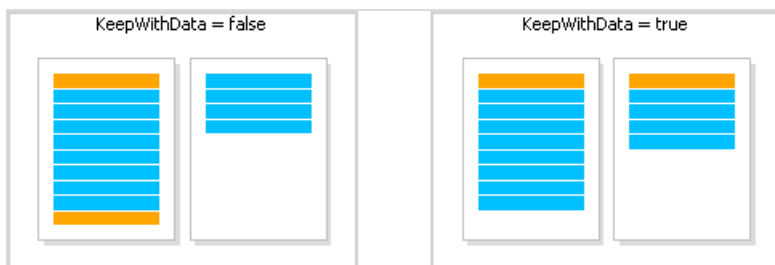 KeepWithData = false
KeepWithData = true